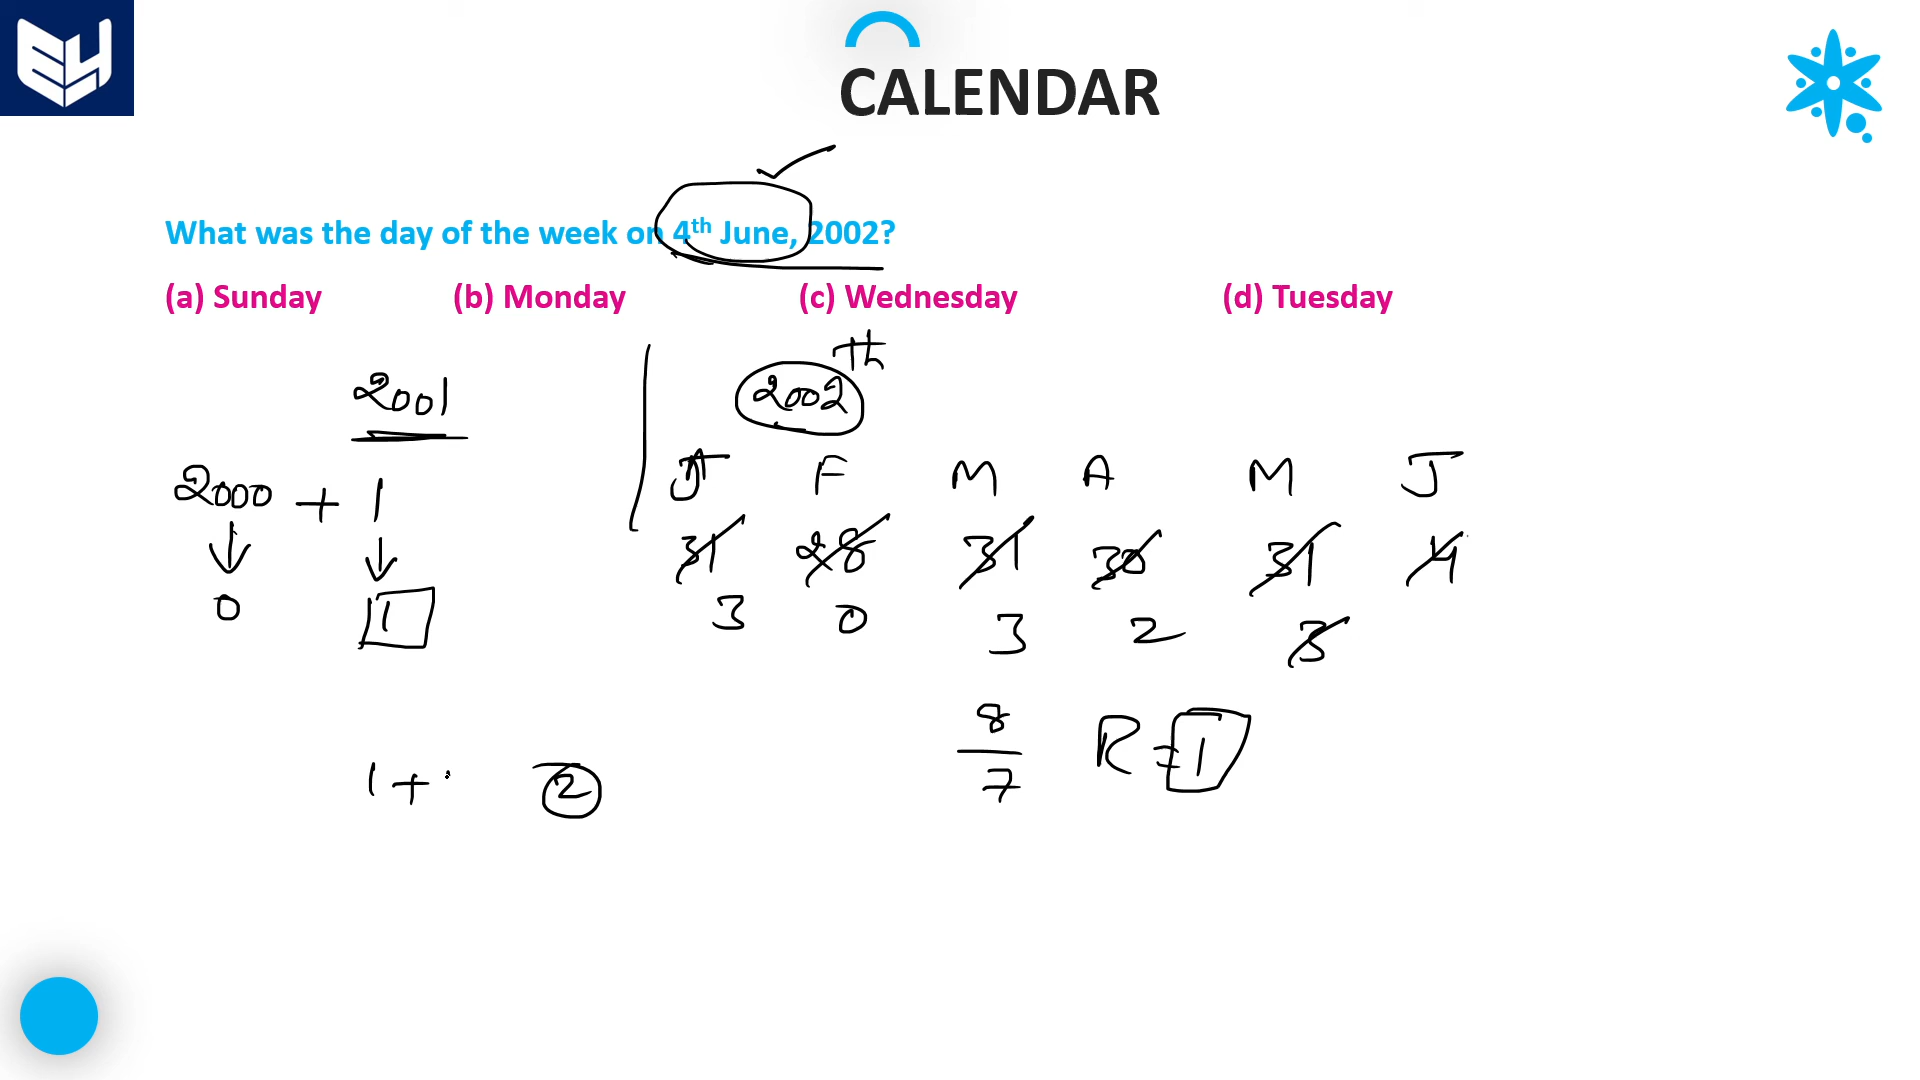 CALENDAR
What was the day of the week on 4th June, 2002?
(a) Sunday (b) Monday (c) Wednesday (d) Tuesday
2001
2002 th
J F M A M J
2000 + 1
31 28 31 30 31 4
0 1
3 0 3 2 3
8
7
R = 1
1 + 2